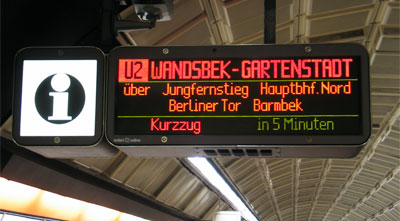 i
U2 WANDSBEK-GARTENSTADT
über Jungfernstieg Hauptbhf.Nord
Berliner Tor Barmbek
Kurzzug in 5 Minuten